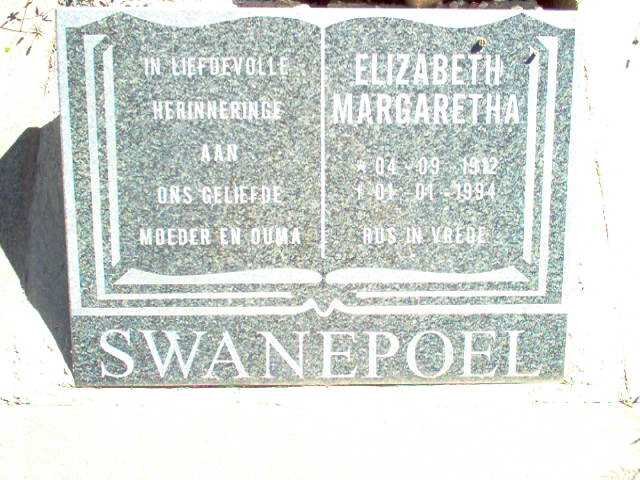 IN LIEFDEVOLLE
HERINNERINGE
AAN
ONS GELIEFDE
MOEDER EN OUMA
ELIZABETH
MARGARETHA
* 04 - 09 - 1912
† 01 - 01 - 1994
RUS IN VREDE
SWANEPOEL